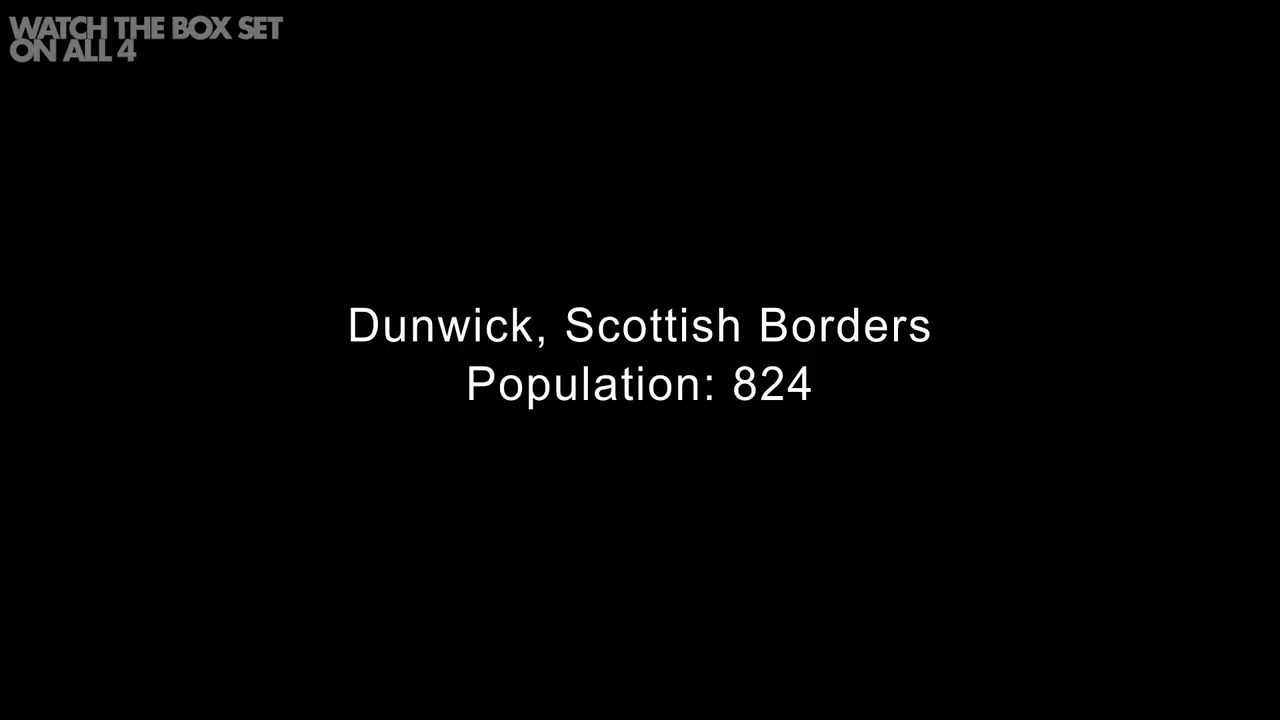 WATCH THE BOX SET
ON ALL 4
Dunwick, Scottish Borders
Population: 824